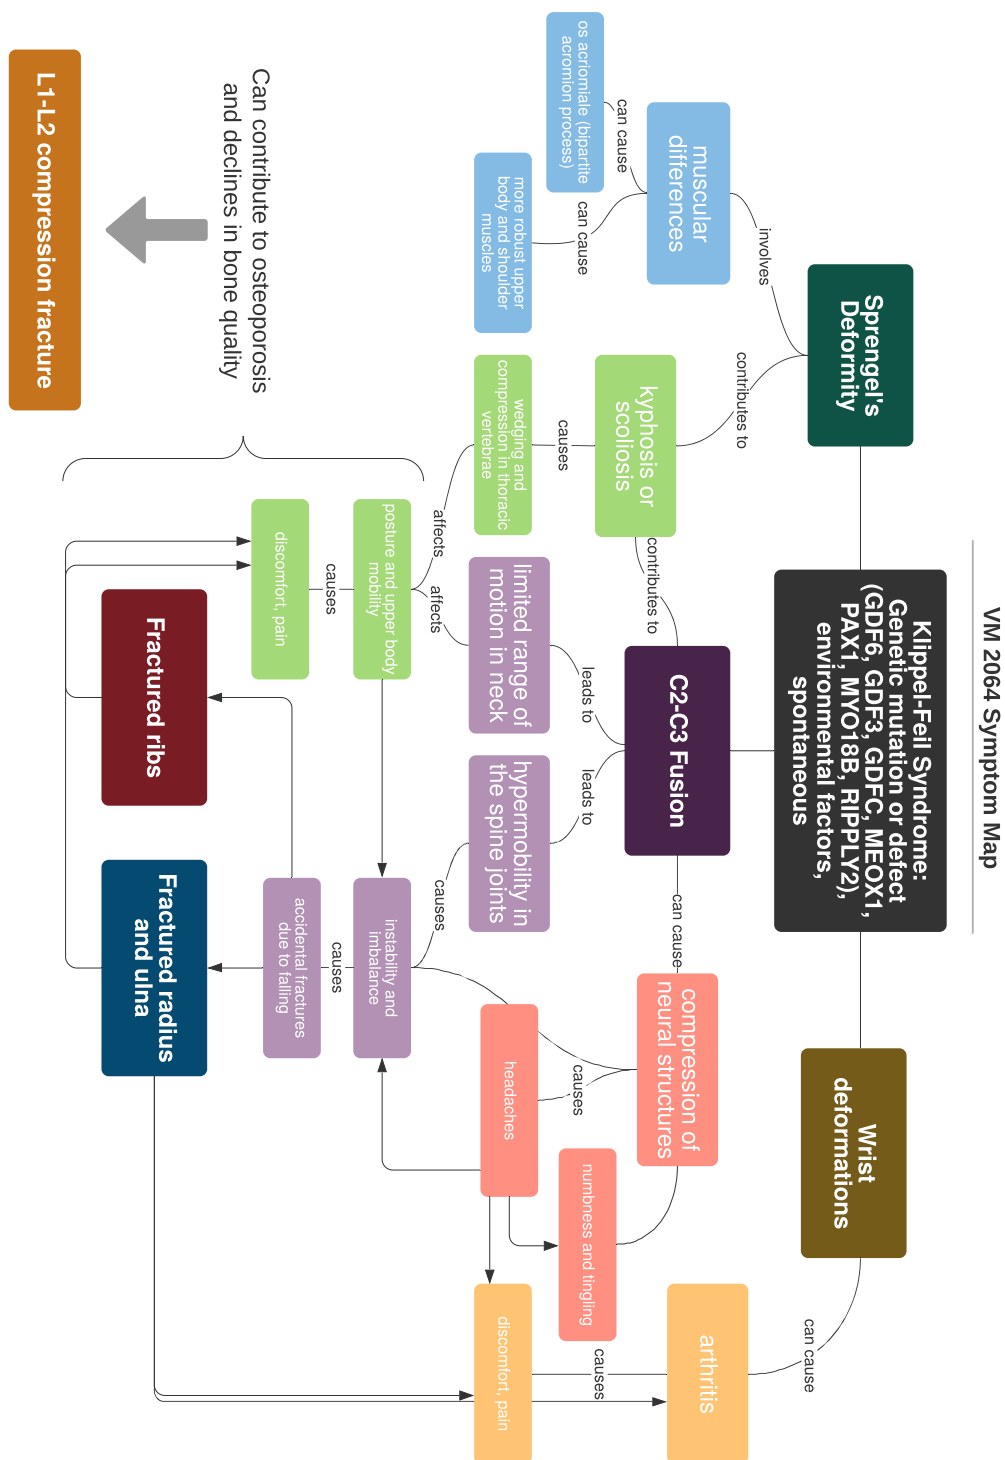 VM 2064 Symptom Map
Klippel-Feil Syndrome:
Genetic mutation or defect
(GDF6, GDF3, GDFC, MEOX1,
PAX1, MYO18B, RIPPLY2),
environmental factors,
spontaneous
Sprengel's
Deformity
Wrist
deformations
involves
contributes to
can cause
muscular
differences
kyphosis or
scoliosis
contributes to
C2-C3 Fusion
can cause
compression of
neural structures
arthritis
can cause
can cause
causes
leads to
leads to
causes
causes
os acriomiale (bipartite
acromion process)
more robust upper
body and shoulder
muscles
wedging and
compression in thoracic
vertebrae
limited range of
motion in neck
hypermobility in
the spine joints
headaches
numbness and tingling
discomfort, pain
affects
affects
causes
posture and upper body
mobility
instability and
imbalance
causes
causes
discomfort, pain
accidental fractures
due to falling
Can contribute to osteoporosis
and declines in bone quality
Fractured ribs
Fractured radius
and ulna
L1-L2 compression fracture